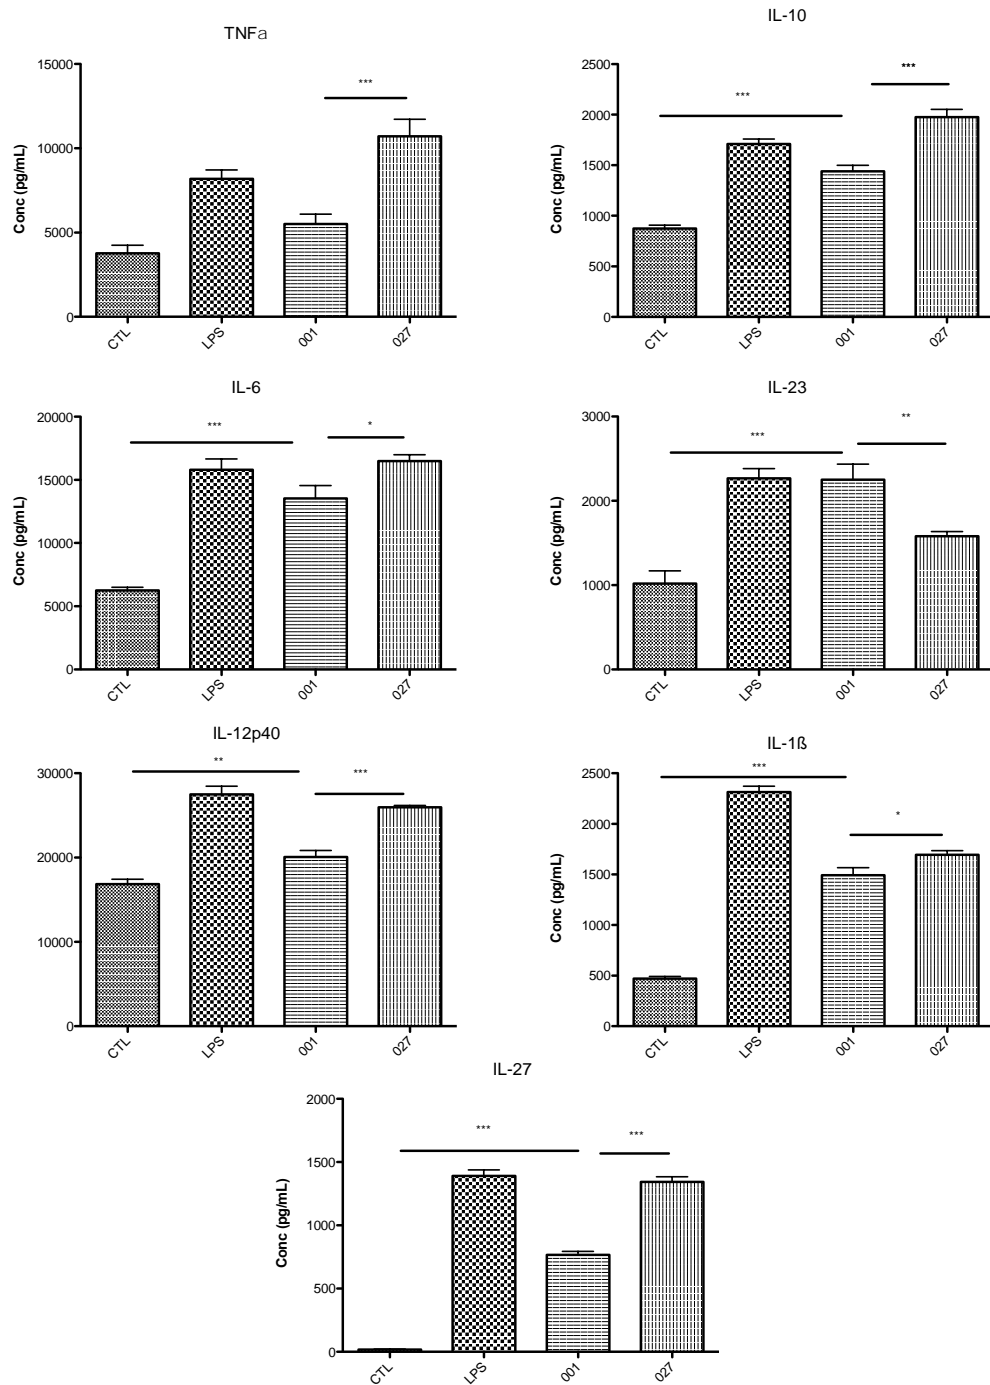 TNFa
Conc (pg/mL)
15000
10000
5000
0
***
CTL
LPS
001
027
IL-10
Conc (pg/mL)
2500
2000
1500
1000
500
0
***
***
CTL
LPS
001
027
IL-6
Conc (pg/mL)
20000
15000
10000
5000
0
***
*
CTL
LPS
001
027
IL-23
Conc (pg/mL)
3000
2000
1000
0
***
**
CTL
LPS
001
027
IL-12p40
Conc (pg/mL)
30000
20000
10000
0
**
***
CTL
LPS
001
027
IL-1ß
Conc (pg/mL)
2500
2000
1500
1000
500
0
***
*
CTL
LPS
001
027
IL-27
Conc (pg/mL)
2000
1500
1000
500
0
***
***
CTL
LPS
001
027